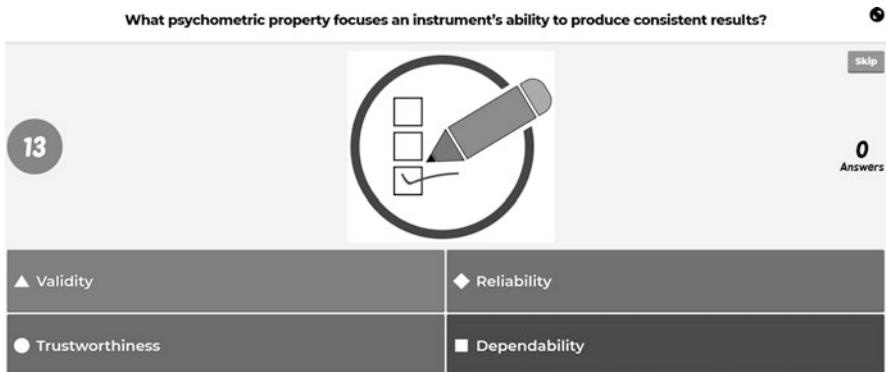 What psychometric property focuses an instrument's ability to produce consistent results?
Skip
13
0
Answers
Validity
Reliability
Trustworthiness
Dependability